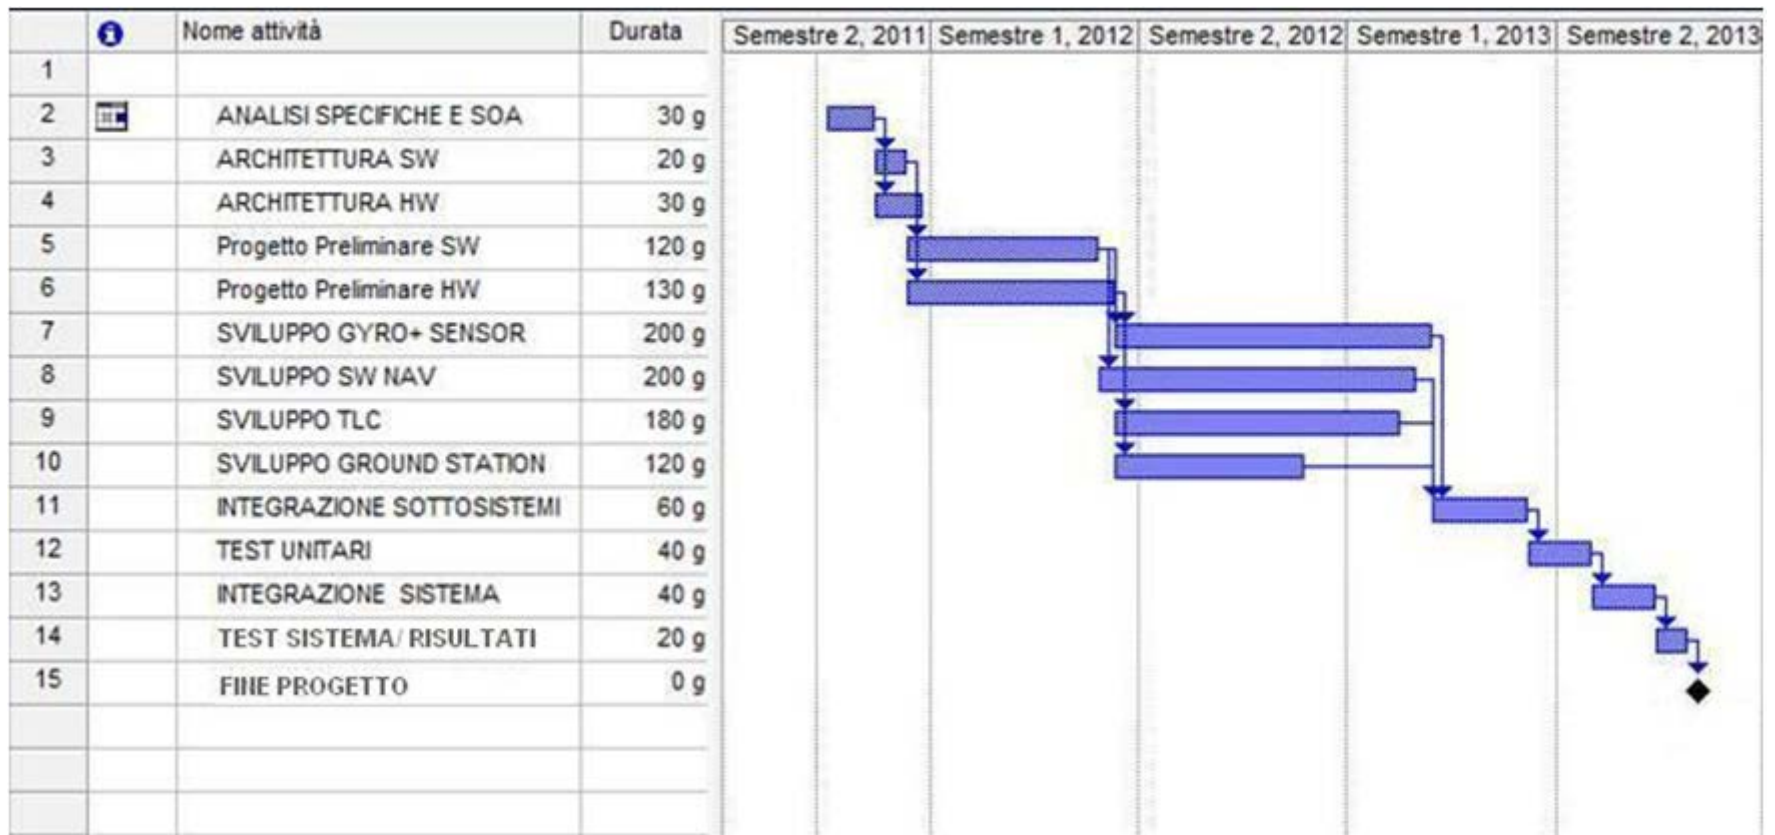 Nome attività Durata Semestre 2, 2011 Semestre 1, 2012 Semestre 2, 2012 Semestre 1, 2013 Semestre 2, 2013
1
2 ANALISI SPECIFICHE E SOA 30 g
3 ARCHITETTURA SW 20 g
4 ARCHITETTURA HW 30 g
5 Progetto Preliminare SW 120 g
6 Progetto Preliminare HW 130 g
7 SVILUPPO GYRO+ SENSOR 200 g
8 SVILUPPO SW NAV 200 g
9 SVILUPPO TLC 180 g
10 SVILUPPO GROUND STATION 120 g
11 INTEGRAZIONE SOTTOSISTEMI 60 g
12 TEST UNITARI 40 g
13 INTEGRAZIONE SISTEMA 40 g
14 TEST SISTEMA/ RISULTATI 20 g
15 FINE PROGETTO 0 g